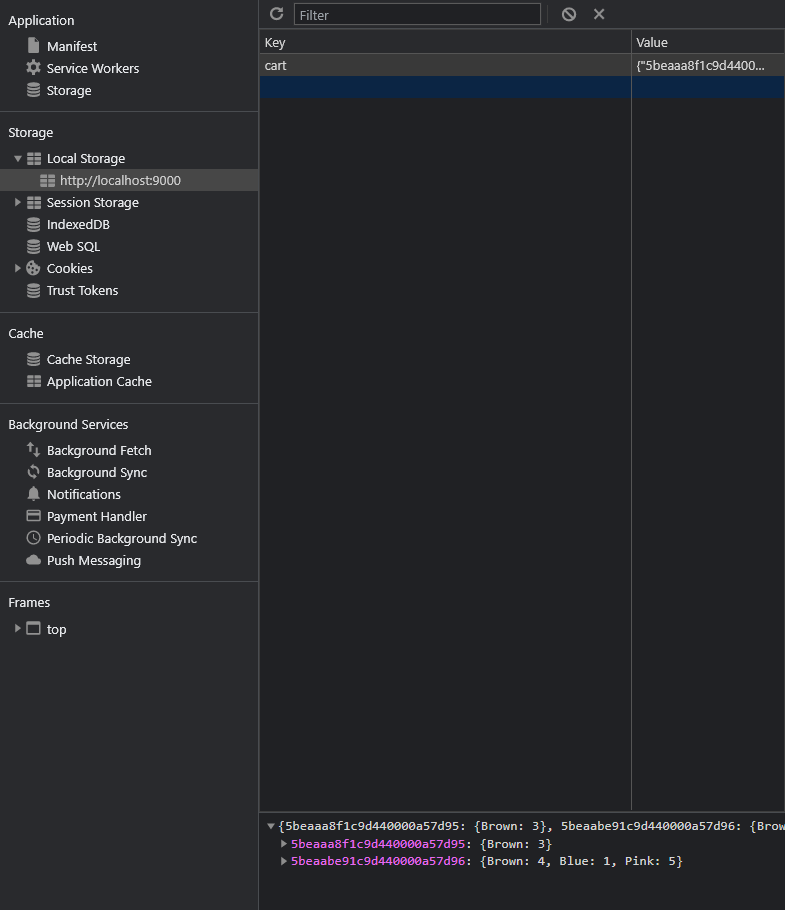 Application
Manifest
Service Workers
Storage
Storage
Local Storage
http://localhost:9000
Session Storage
IndexedDB
Web SQL
Cookies
Trust Tokens
Cache
Cache Storage
Application Cache
Background Services
Background Fetch
Background Sync
Notifications
Payment Handler
Periodic Background Sync
Push Messaging
Frames
top
Filter
Key Value
cart {"5beaaa8f1c9d4400...
{5beaaa8f1c9d440000a57d95: {Brown: 3}, 5beaabe91c9d440000a57d96: {Brow
5beaaa8f1c9d440000a57d95: {Brown: 3}
5beaabe91c9d440000a57d96: {Brown: 4, Blue: 1, Pink: 5}